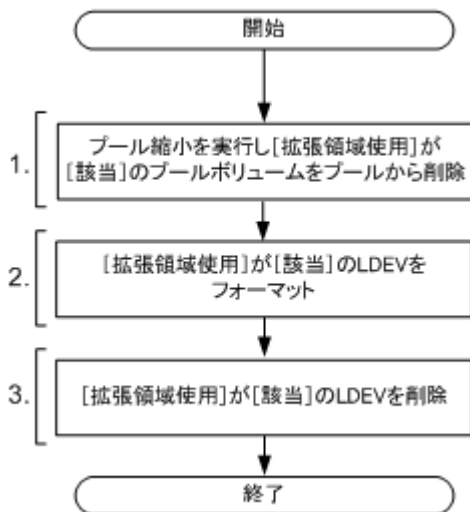 開始
1.
プール縮小を実行し[拡張領域使用]が
[該当]のプールボリュームをプールから削除
2.
[拡張領域使用]が[該当]のLDEVを
フォーマット
3.
[拡張領域使用]が[該当]のLDEVを削除
終了